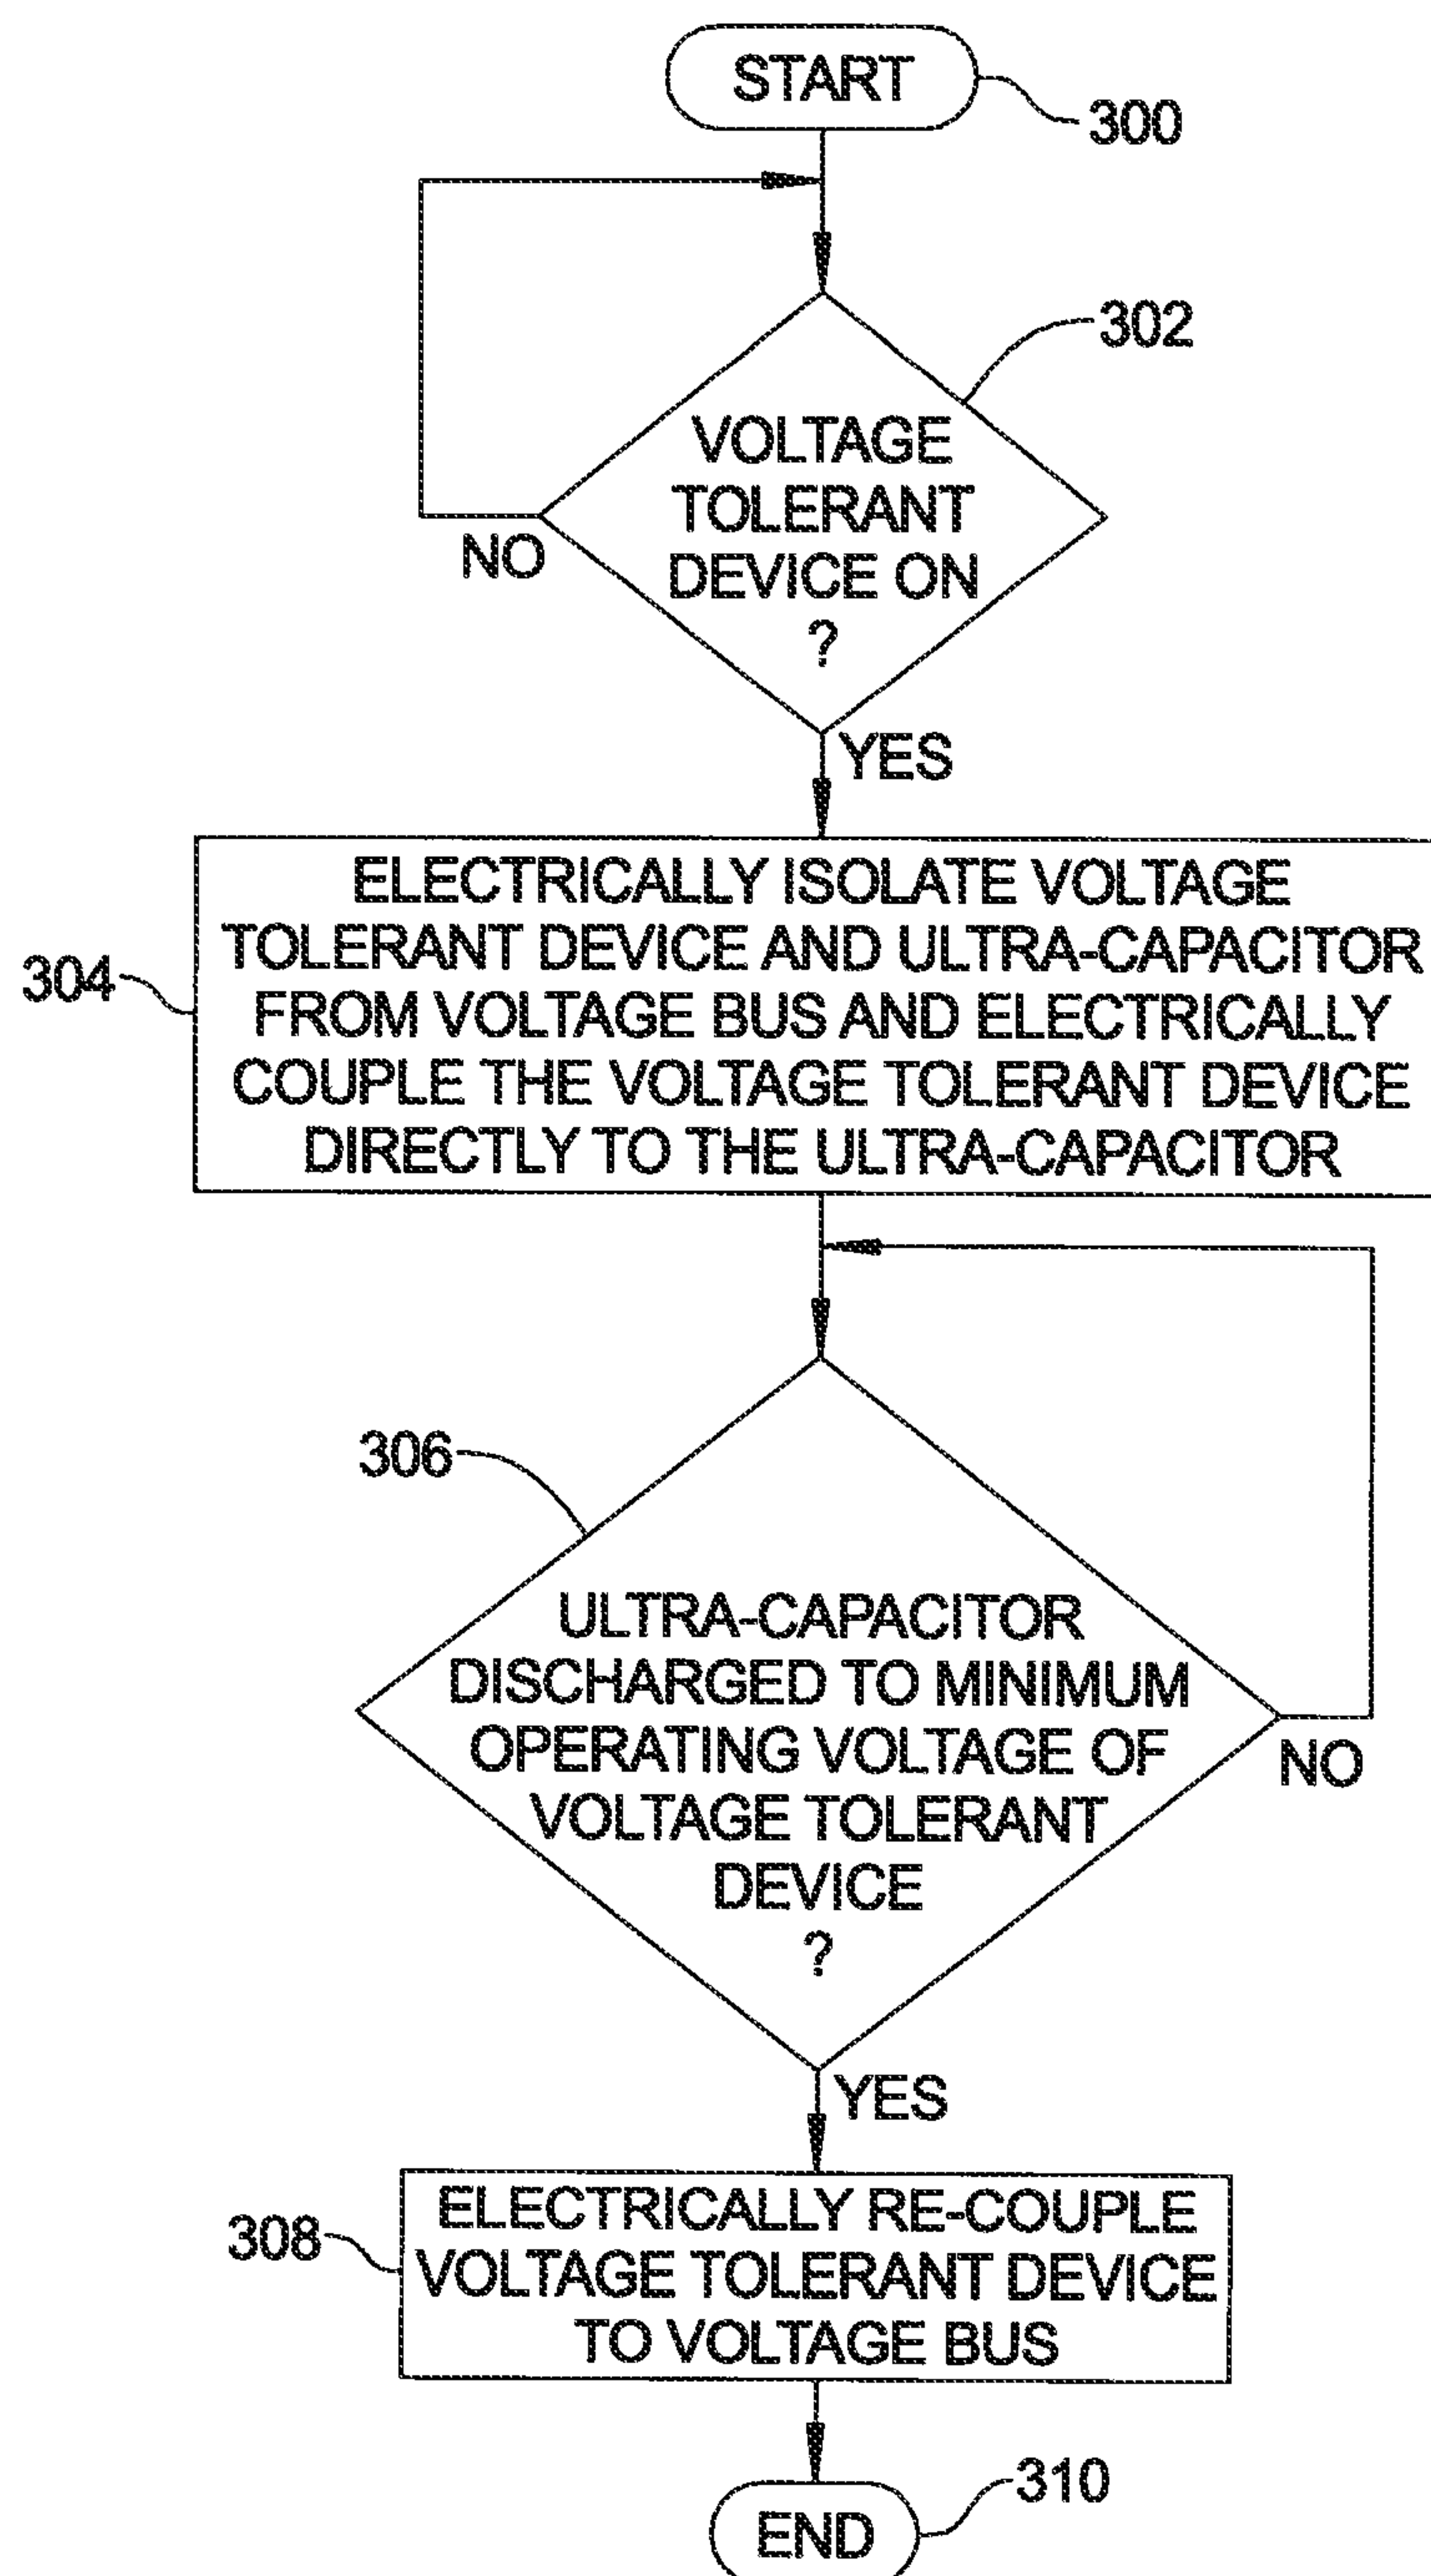 START
300
302
VOLTAGE
TOLERANT
DEVICE ON
?
NO
YES
304
ELECTRICALLY ISOLATE VOLTAGE
TOLERANT DEVICE AND ULTRA-CAPACITOR
FROM VOLTAGE BUS AND ELECTRICALLY
COUPLE THE VOLTAGE TOLERANT DEVICE
DIRECTLY TO THE ULTRA-CAPACITOR
306
ULTRA-CAPACITOR
DISCHARGED TO MINIMUM
OPERATING VOLTAGE OF
VOLTAGE TOLERANT
DEVICE
?
NO
YES
308
ELECTRICALLY RE-COUPLE
VOLTAGE TOLERANT DEVICE
TO VOLTAGE BUS
310
END